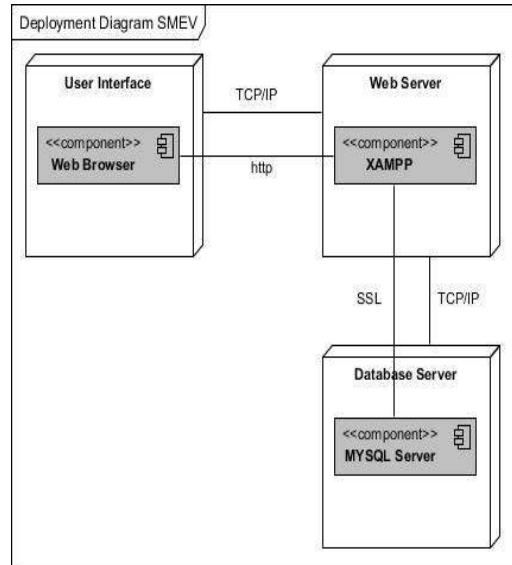 Deployment Diagram SMEV
User Interface
TCP/IP
Web Server
<<component>>
Web Browser
http
<<component>>
XAMPP
SSL
TCP/IP
Database Server
<<component>>
MYSQL Server